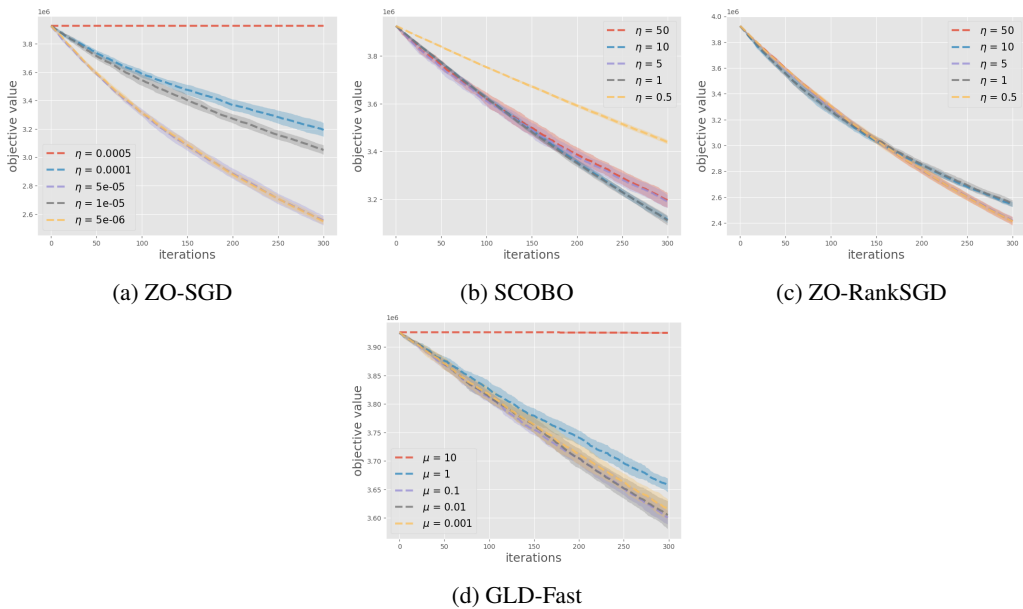 1e6
3.8
3.6
3.4
3.2
3.0
2.8
2.6
objective value
η = 0.0005
η = 0.0001
η = 5e-05
η = 1e-05
η = 5e-06
0 50 100 150 200 250 300
iterations
(a) ZO-SGD
1e6
3.8
3.6
3.4
3.2
objective value
η = 50
η = 10
η = 5
η = 1
η = 0.5
0 50 100 150 200 250 300
iterations
(b) SCOBO
1e6
4.0
3.8
3.6
3.4
3.2
3.0
2.8
2.6
2.4
objective value
η = 50
η = 10
η = 5
η = 1
η = 0.5
0 50 100 150 200 250 300
iterations
(c) ZO-RankSGD
1e6
3.90
3.85
3.80
3.75
3.70
3.65
3.60
objective value
μ = 10
μ = 1
μ = 0.1
μ = 0.01
μ = 0.001
0 50 100 150 200 250 300
iterations
(d) GLD-Fast